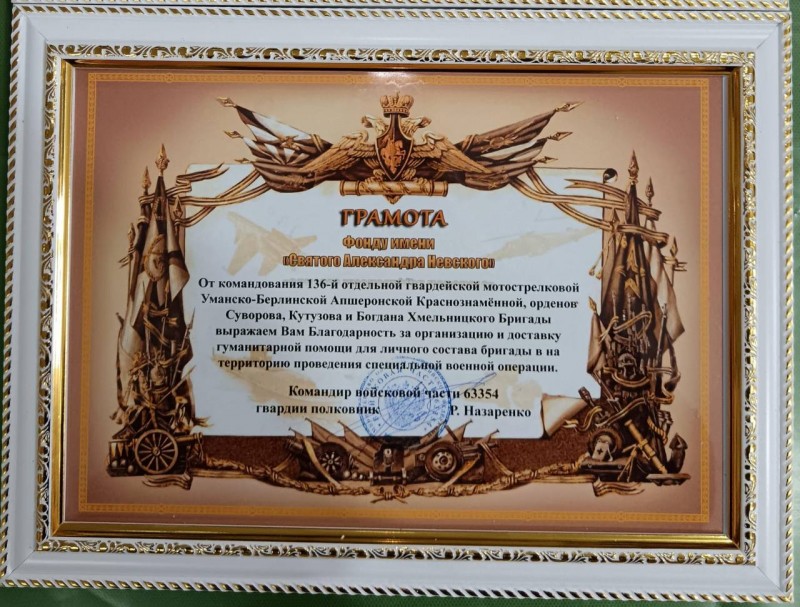 ГРАМОТА
Фонду имени
«Святого Александра Невского»
От командования 136-й отдельной гвардейской мотострелковой
Уманско-Берлинской Апшеронской Краснознамённой, орденов
Суворова, Кутузова и Богдана Хмельницкого Бригады
выражаем Вам Благодарность за организацию и доставку
гуманитарной помощи для личного состава бригады в на
территорию проведения специальной военной операции.
Командир войсковой части 63354
гвардии полковник Р. Назаренко